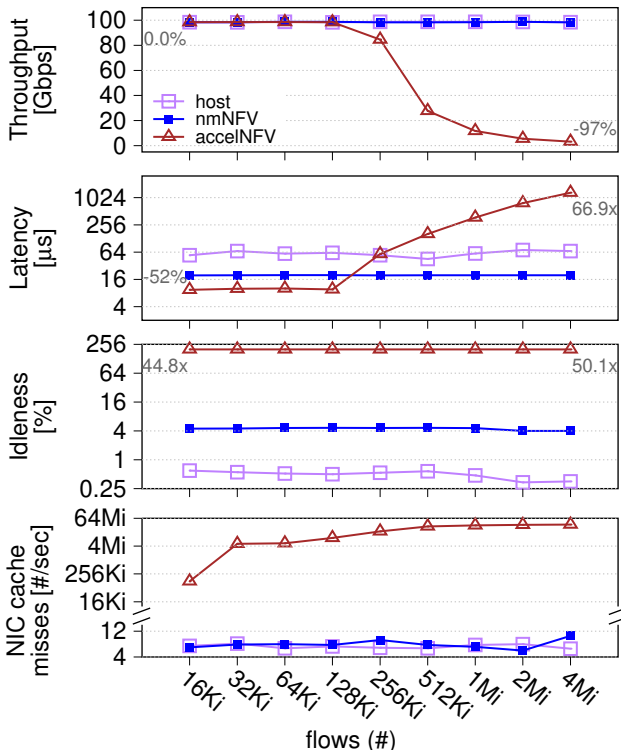 Throughput
[Gbps]
100
80
60
40
20
0
0.0%
host
nmNFV
accelNFV
-97%
Latency
[µs]
1024
256
64
16
4
-52%
66.9x
Idleness
[%]
256
64
16
4
1
0.25
44.8x
50.1x
NIC cache
misses [#/sec]
64Mi
4Mi
256Ki
16Ki
12
4
16Ki
32Ki
64Ki
128Ki
256Ki
512Ki
1Mi
2Mi
4Mi
flows (#)